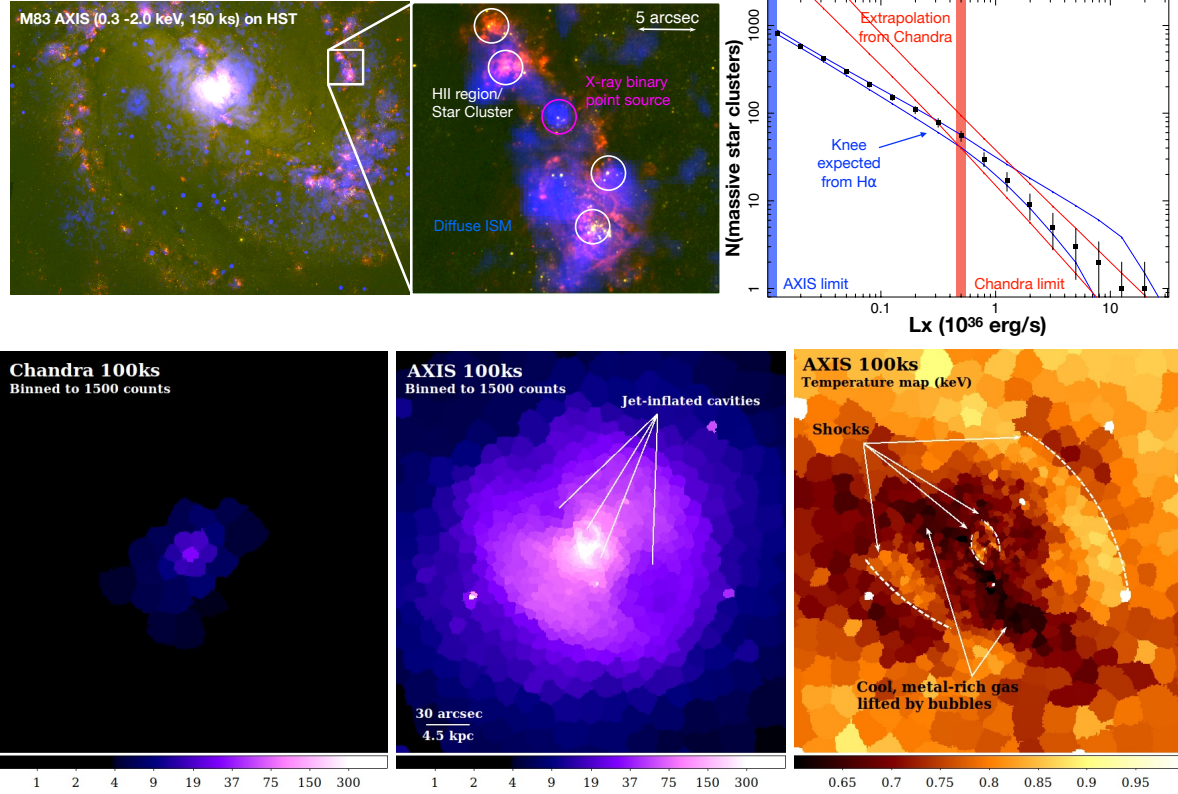 M83 AXIS (0.3 -2.0 keV, 150 ks) on HST
5 arcsec
HII region/
Star Cluster
X-ray binary
point source
Diffuse ISM
N(massive star clusters)
1000
100
10
1
Extrapolation
from Chandra
Knee
expected
from Hα
AXIS limit
Chandra limit
0.1
1
10
Lx (10³⁶ erg/s)
Chandra 100ks
Binned to 1500 counts
1 2 4 9 19 37 75 150 300
AXIS 100ks
Binned to 1500 counts
Jet-inflated cavities
30 arcsec
4.5 kpc
1 2 4 9 19 37 75 150 300
AXIS 100ks
Temperature map (keV)
Shocks
Cool, metal-rich gas
lifted by bubbles
0.65 0.7 0.75 0.8 0.85 0.9 0.95